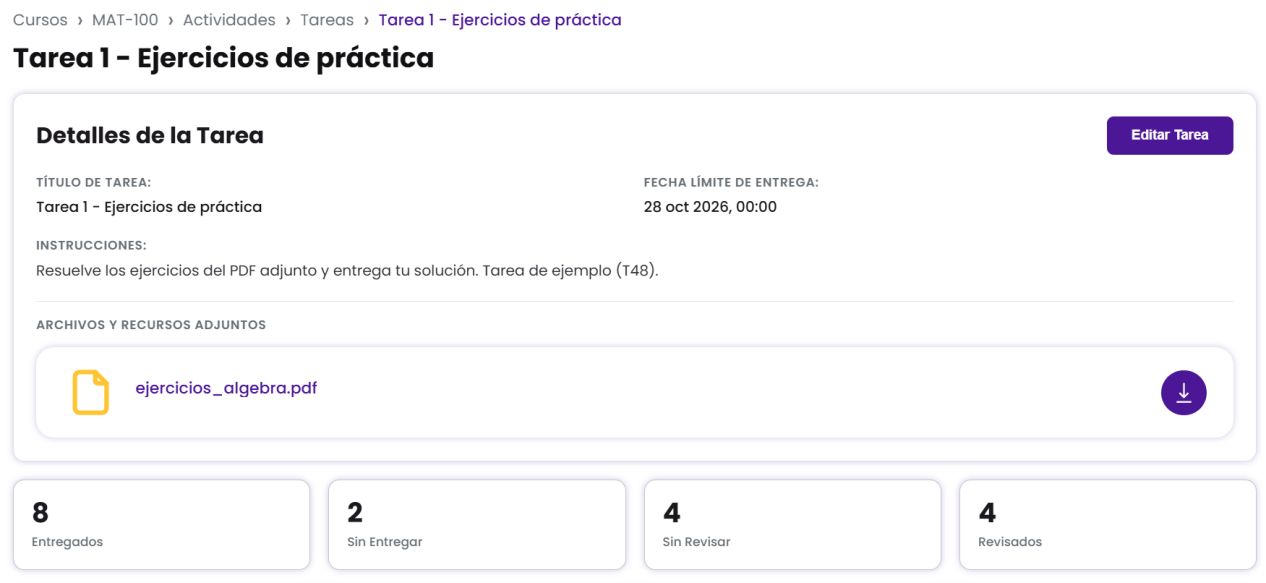 Cursos › MAT-100 › Actividades › Tareas › Tarea 1 - Ejercicios de práctica
Tarea 1 - Ejercicios de práctica
Detalles de la Tarea
Editar Tarea
TÍTULO DE TAREA:
Tarea 1 - Ejercicios de práctica
FECHA LÍMITE DE ENTREGA:
28 oct 2026, 00:00
INSTRUCCIONES:
Resuelve los ejercicios del PDF adjunto y entrega tu solución. Tarea de ejemplo (T48).
ARCHIVOS Y RECURSOS ADJUNTOS
ejercicios_algebra.pdf
8
Entregados
2
Sin Entregar
4
Sin Revisar
4
Revisados